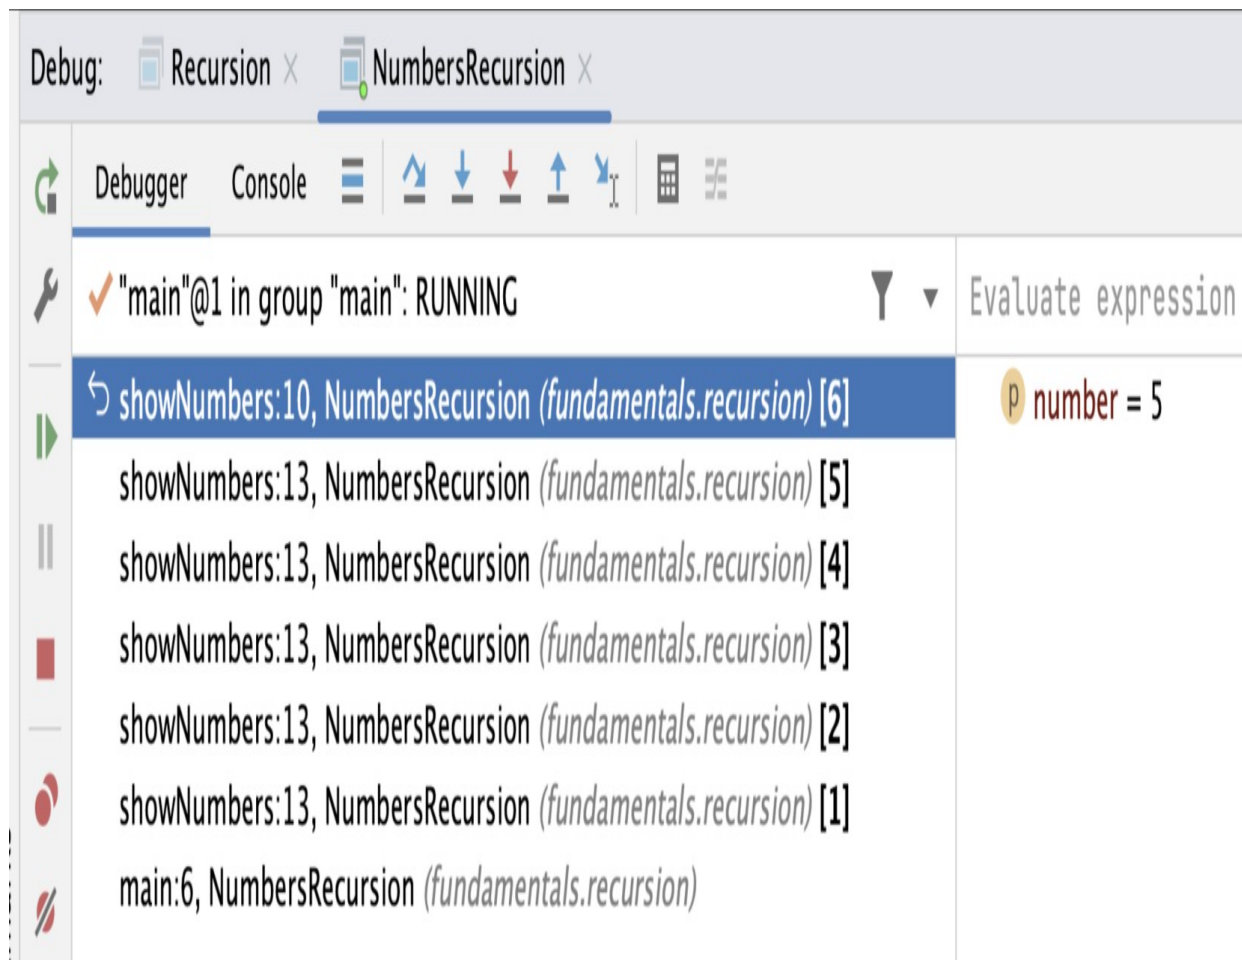 Debug: Recursion × NumbersRecursion ×
Debugger Console
"main"@1 in group "main": RUNNING
Evaluate expression
showNumbers:10, NumbersRecursion (fundamentals.recursion) [6]
p number = 5
showNumbers:13, NumbersRecursion (fundamentals.recursion) [5]
showNumbers:13, NumbersRecursion (fundamentals.recursion) [4]
showNumbers:13, NumbersRecursion (fundamentals.recursion) [3]
showNumbers:13, NumbersRecursion (fundamentals.recursion) [2]
showNumbers:13, NumbersRecursion (fundamentals.recursion) [1]
main:6, NumbersRecursion (fundamentals.recursion)